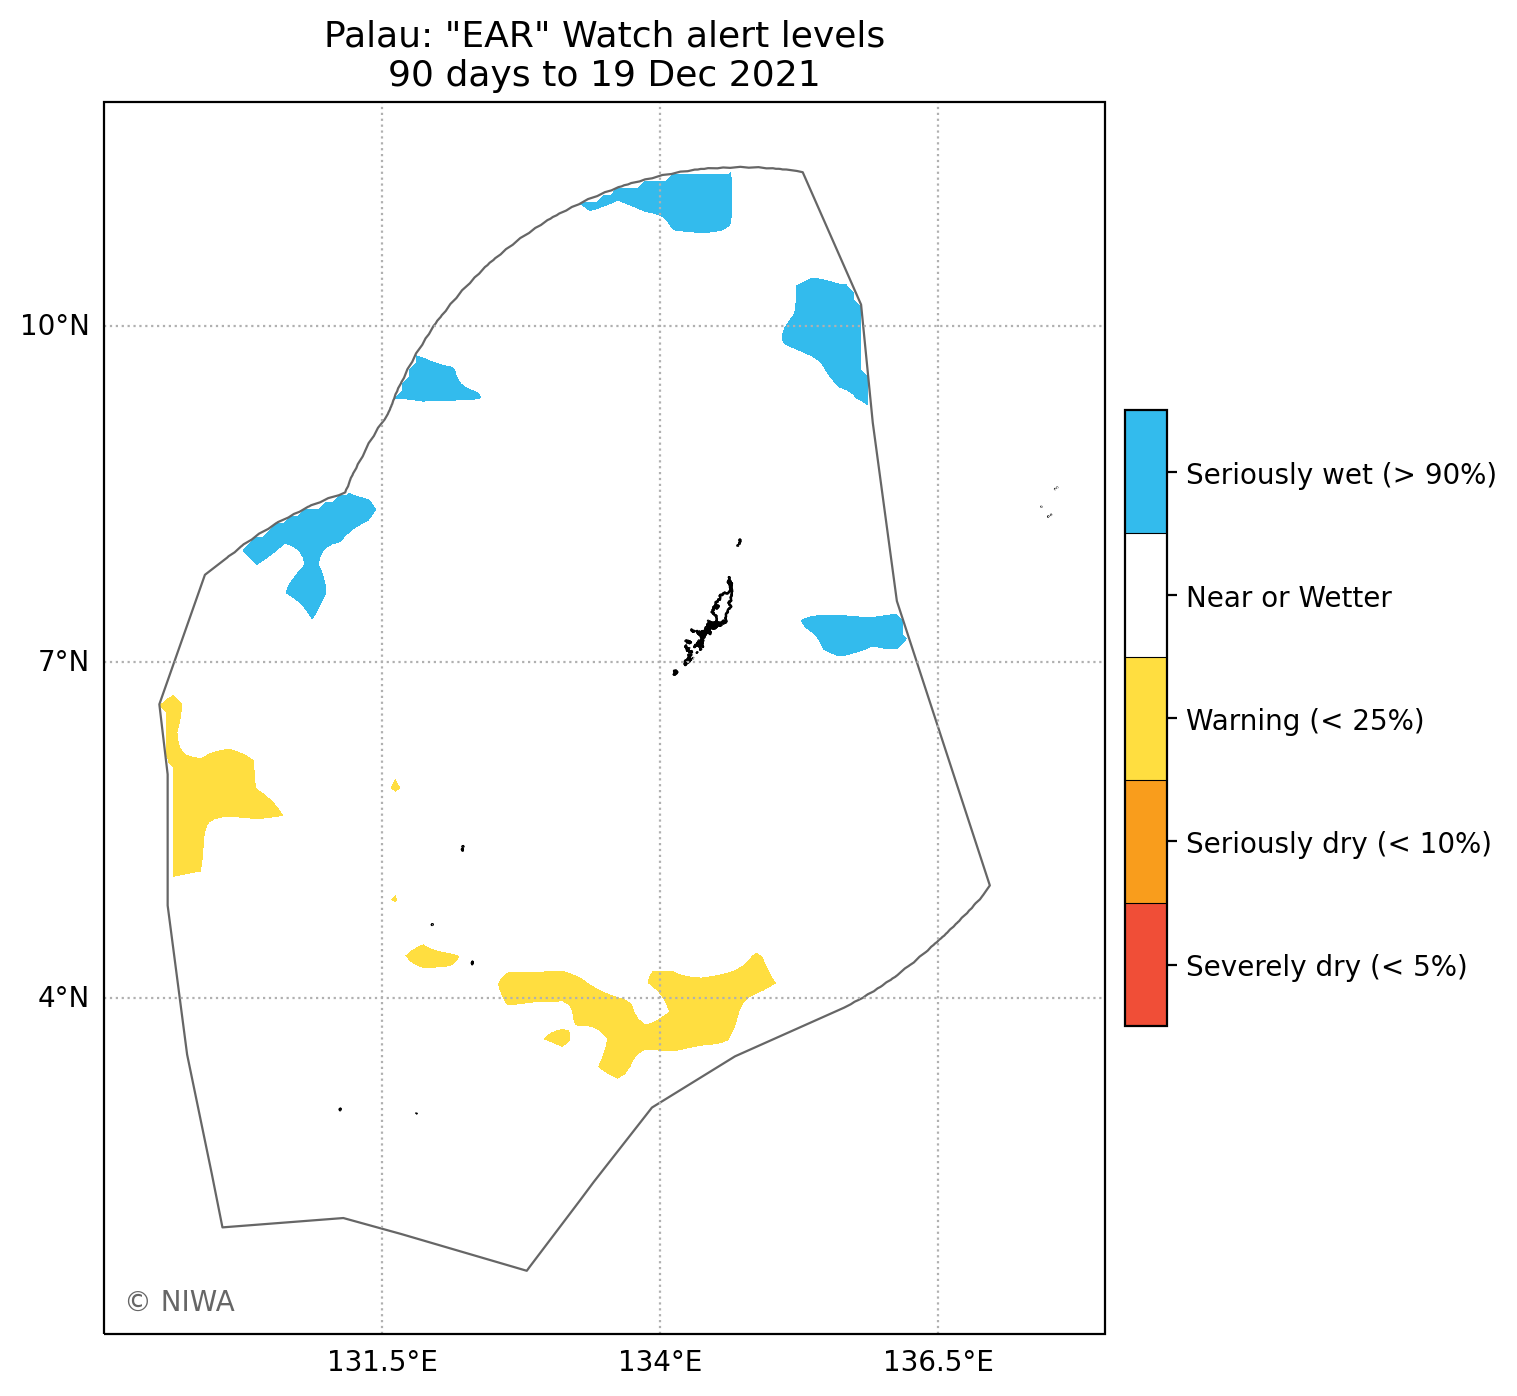 Palau: "EAR" Watch alert levels
90 days to 19 Dec 2021
10°N
7°N
4°N
131.5°E
134°E
136.5°E
Seriously wet (> 90%)
Near or Wetter
Warning (< 25%)
Seriously dry (< 10%)
Severely dry (< 5%)
© NIWA